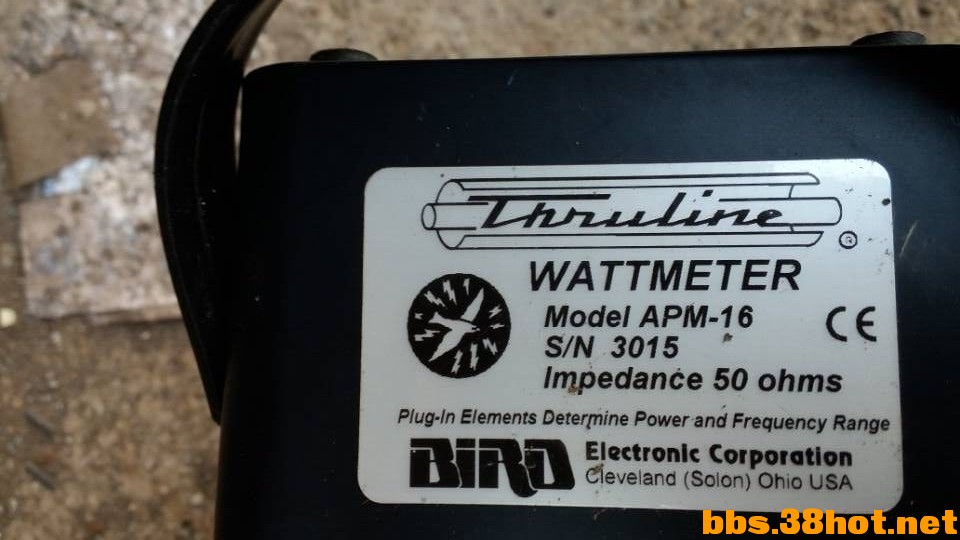 Thruline
®
WATTMETER
Model APM-16
CE
S/N 3015
Impedance 50 ohms
Plug-In Elements Determine Power and Frequency Range
BIRD Electronic Corporation
Cleveland (Solon) Ohio USA
bbs.38hot.net